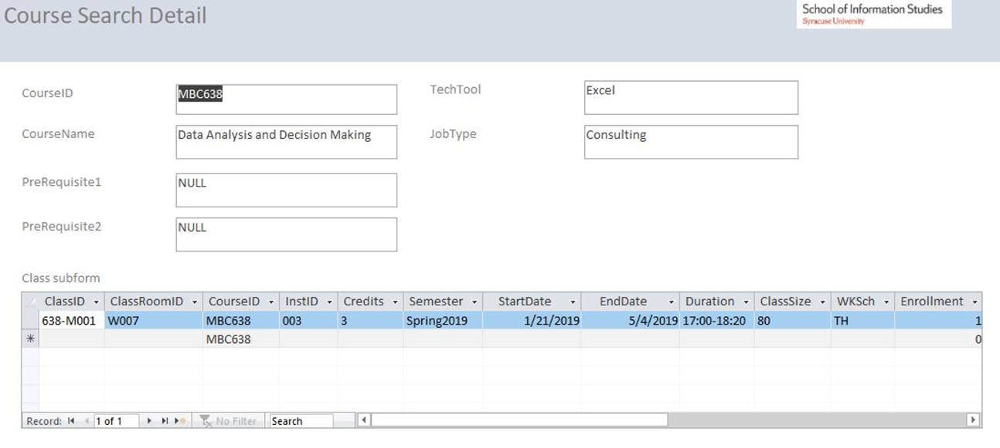 Course Search Detail
School of Information Studies
Syracuse University
CourseID MBC638 TechTool Excel
CourseName Data Analysis and Decision Making JobType Consulting
PreRequisite1 NULL
PreRequisite2 NULL
Class subform
ClassID ClassRoomID CourseID InstID Credits Semester StartDate EndDate Duration ClassSize WKSch Enrollment
638-M001 W007 MBC638 003 3 Spring2019 1/21/2019 5/4/2019 17:00-18:20 80 TH 1
* MBC638 0
Record: 1 of 1 No Filter Search